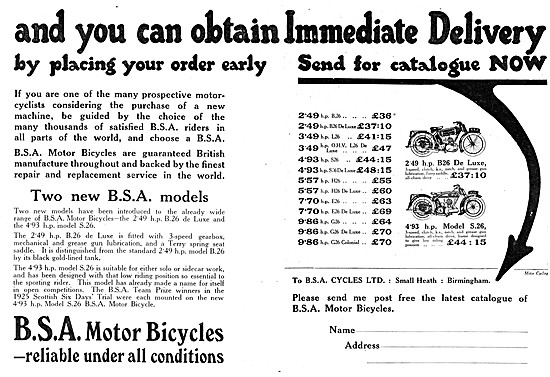 and you can obtain Immediate Delivery
by placing your order early Send for catalogue NOW
If you are one of the many prospective motor-
cyclists considering the purchase of a new
machine, be guided by the choice of the
many thousands of satisfied B.S.A. riders in
all parts of the world, and choose a B.S.A.
B.S.A. Motor Bicycles are guaranteed British
manufacture throughout and backed by the finest
repair and replacement service in the world.
Two new B.S.A. models
Two new models have been introduced to the already wide
range of B.S.A. Motor Bicycles—the 2·49 h.p. B.26 de Luxe and
the 4·93 h.p. model S.26.
The 2·49 h.p. B.26 de Luxe is fitted with 3-speed gearbox,
mechanical and grease gun lubrication, and a Terry spring seat
saddle. It is distinguished from the standard 2·49 h.p. model B.26
by its black gold-lined tank.
The 4·93 h.p. model S.26 is suitable for either solo or sidecar work,
and has been designed with that low riding position so essential to
the sporting rider. This model has already made a name for itself
in open competitions. The B.S.A. Team Prize winners in the
1925 Scottish Six Days' Trial were each mounted on the new
4·93 h.p. Model S.26 B.S.A. Motor Bicycle.
B.S.A. Motor Bicycles
—reliable under all conditions
2·49 h.p. B.26 .. .. £36
2·49 h.p. B26 De Luxe £37:10
3·49 h.p. L.26 .. £41:15
3·49 h.p. O.H.V. L26 De Luxe .. .. £47
4·93 h.p. S.26 .. £44:15
4·93 h.p. S.26 De Luxe £48:15
5·57 h.p. H.26 .. .. £55
5·57 h.p. H26 De Luxe .. £60
7·70 h.p. E.26 .. .. £63
7·70 h.p. E26 De Luxe .. £69
9·86 h.p. G.26 .. .. £64
9·86 h.p. G26 De Luxe .. £70
9·86 h.p. G26 Colonial .. £70
2·49 h.p. B26 De Luxe,
£37:10
4·93 h.p. Model S.26,
£44:15
Motor Cycling
To B.S.A. CYCLES LTD. : Small Heath : Birmingham.
Please send me post free the latest catalogue of
B.S.A. Motor Bicycles.
Name
Address